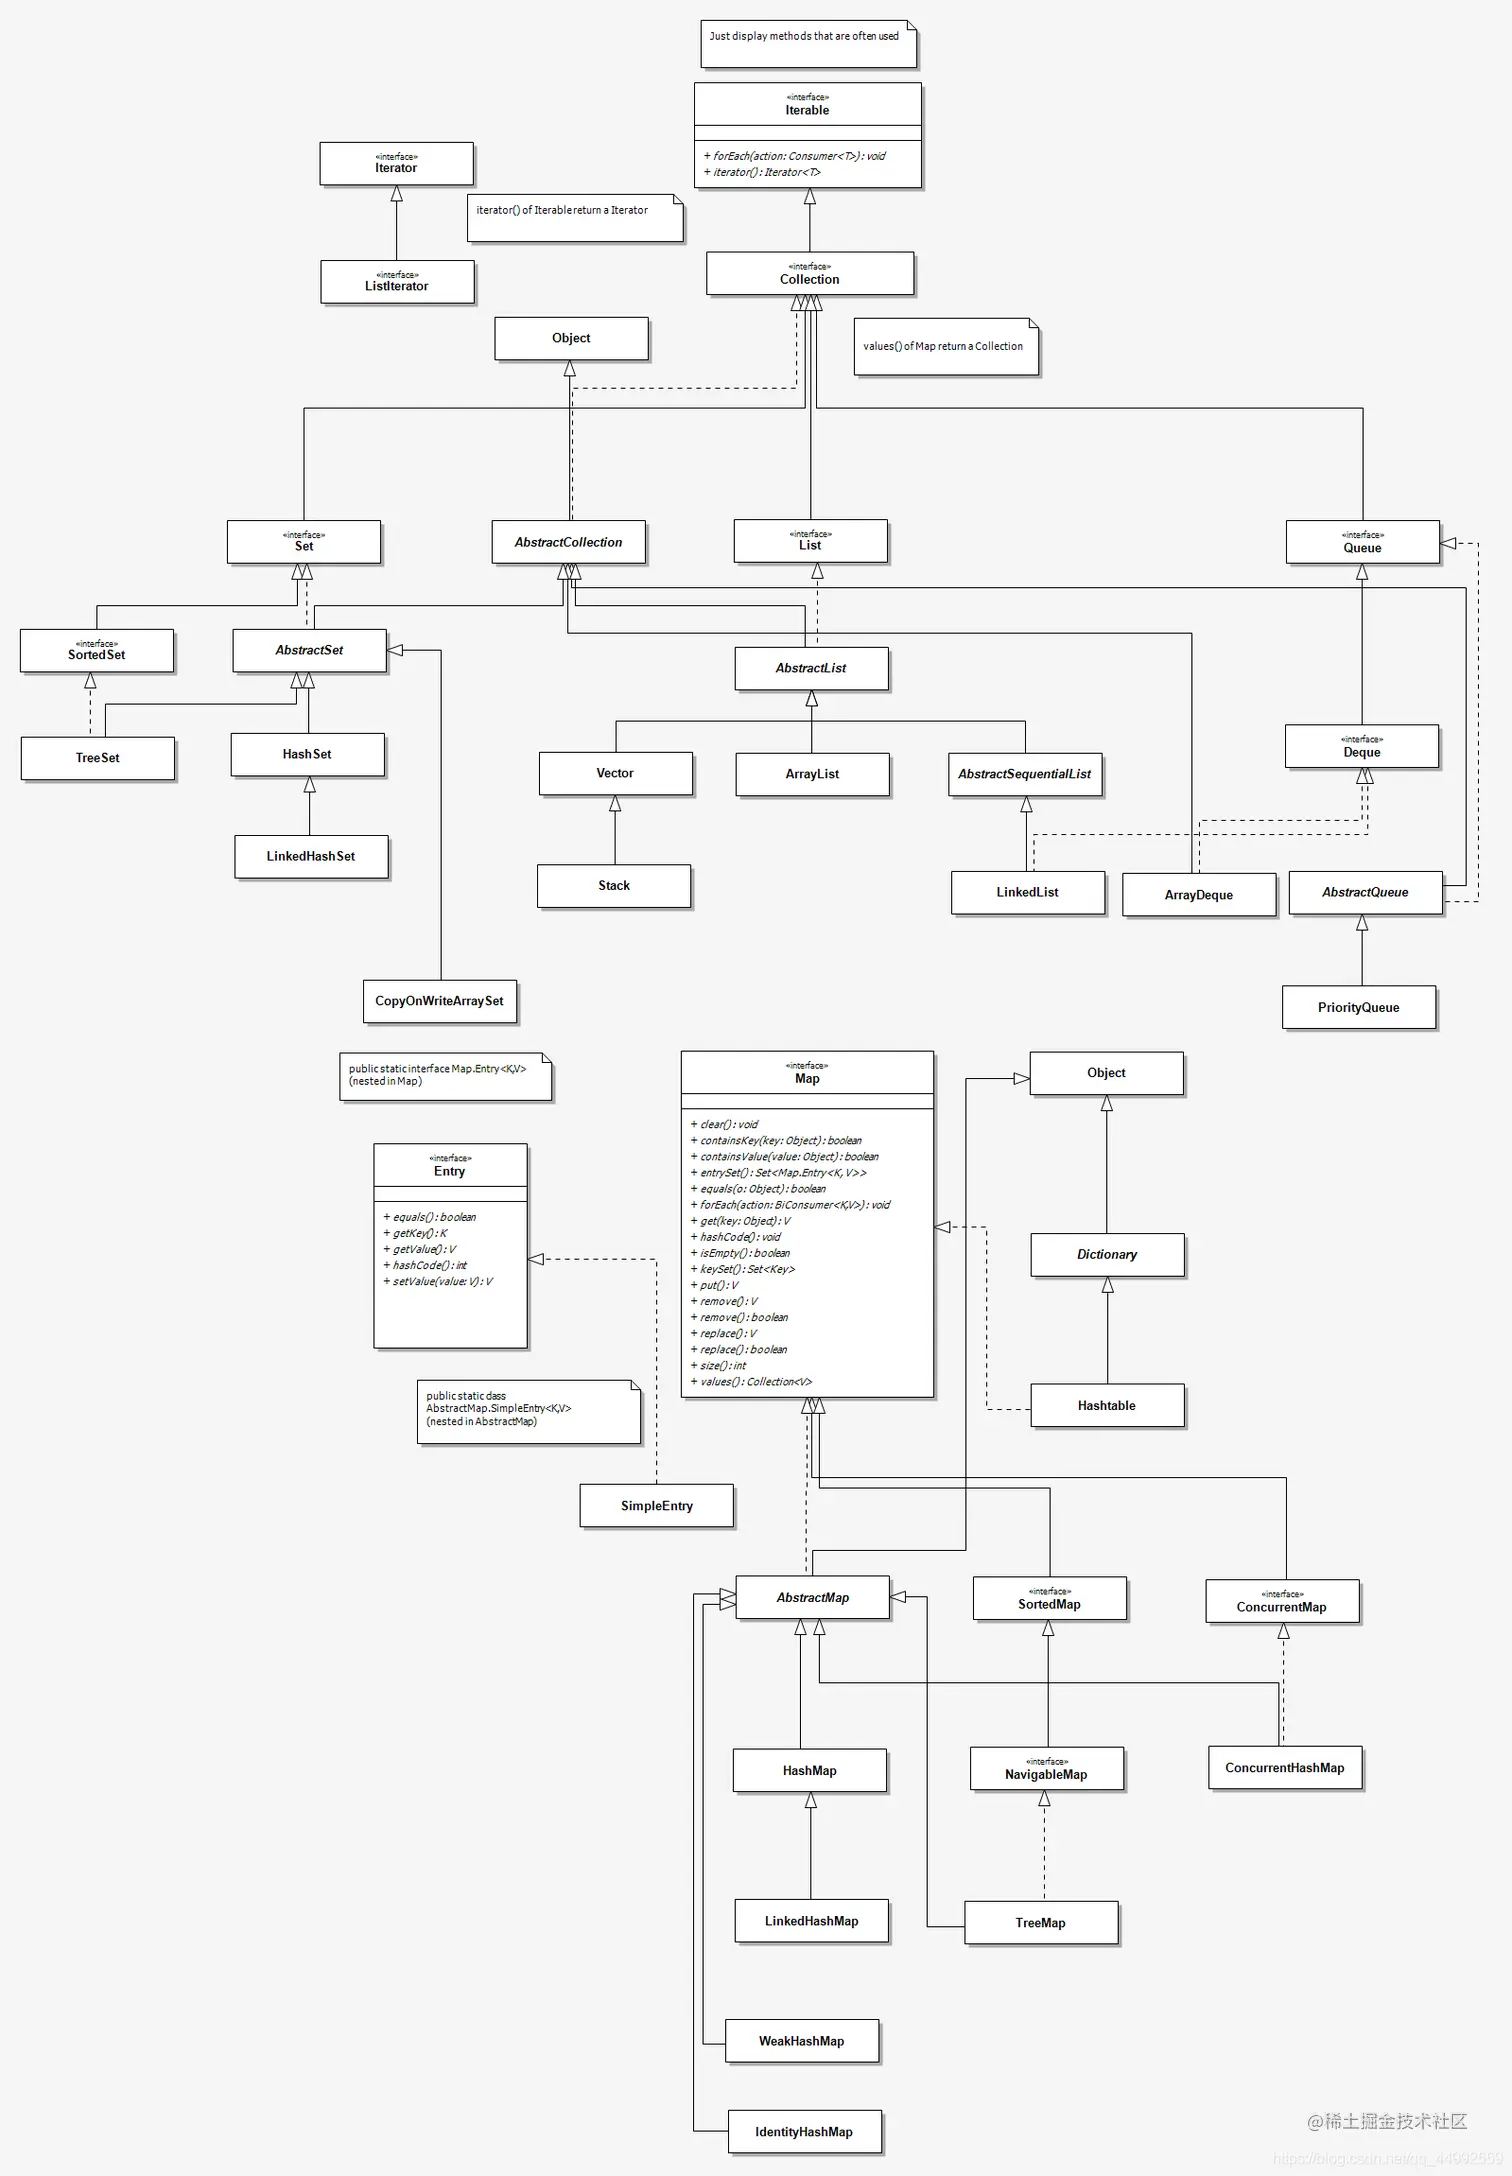 Just display methods that are often used
«interface»
Iterable
+ forEach(action: Consumer<T>): void
+ iterator(): Iterator<T>
«interface»
Iterator
iterator() of Iterable return a Iterator
«interface»
ListIterator
«interface»
Collection
Object
values() of Map return a Collection
«interface»
Set
AbstractCollection
«interface»
List
«interface»
Queue
«interface»
SortedSet
AbstractSet
AbstractList
TreeSet
HashSet
Vector
ArrayList
AbstractSequentialList
«interface»
Deque
LinkedHashSet
Stack
LinkedList
ArrayDeque
AbstractQueue
CopyOnWriteArraySet
PriorityQueue
public static interface Map.Entry<K,V>
(nested in Map)
«interface»
Map
+ clear(): void
+ containsKey(key: Object): boolean
+ containsValue(value: Object): boolean
+ entrySet(): Set<Map.Entry<K, V>>
+ equals(o: Object): boolean
+ forEach(action: BiConsumer<K,V>): void
+ get(key: Object): V
+ hashCode(): void
+ isEmpty(): boolean
+ keySet(): Set<Key>
+ put(): V
+ remove(): V
+ remove(): boolean
+ replace(): V
+ replace(): boolean
+ size(): int
+ values(): Collection<V>
Object
«interface»
Entry
+ equals(): boolean
+ getKey(): K
+ getValue(): V
+ hashCode(): int
+ setValue(value: V): V
Dictionary
public static class
AbstractMap.SimpleEntry<K,V>
(nested in AbstractMap)
Hashtable
SimpleEntry
AbstractMap
«interface»
SortedMap
«interface»
ConcurrentMap
HashMap
«interface»
NavigableMap
ConcurrentHashMap
LinkedHashMap
TreeMap
WeakHashMap
IdentityHashMap
@稀土掘金技术社区